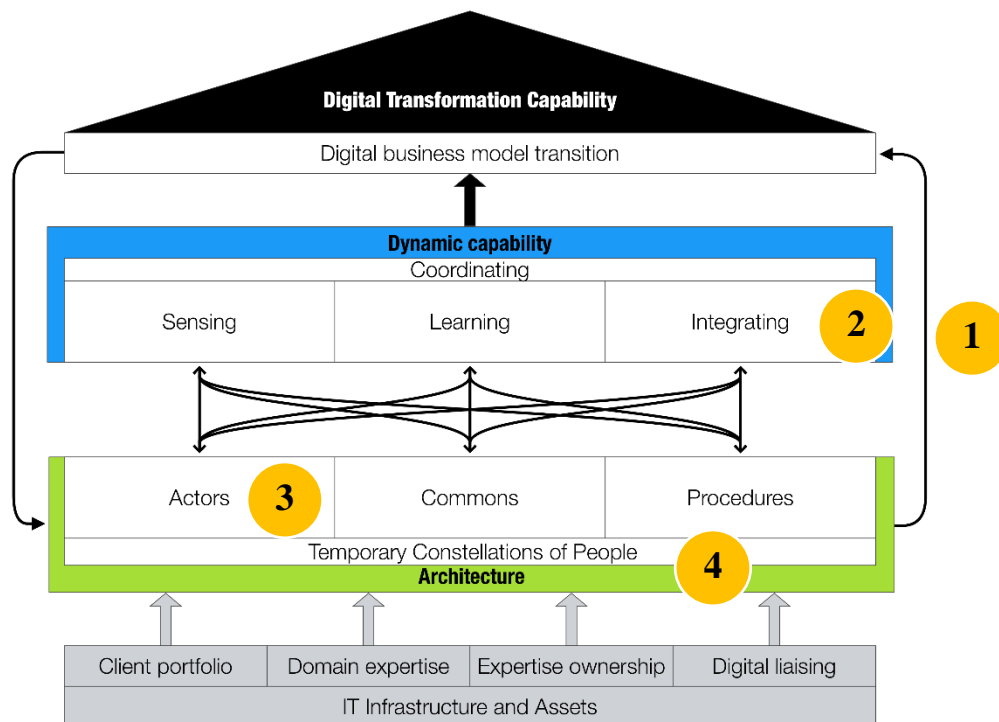 Digital Transformation Capability
Digital business model transition
Dynamic capability
Coordinating
Sensing Learning Integrating
2
1
Actors 3 Commons Procedures
Temporary Constellations of People
4
Architecture
Client portfolio Domain expertise Expertise ownership Digital liaising
IT Infrastructure and Assets